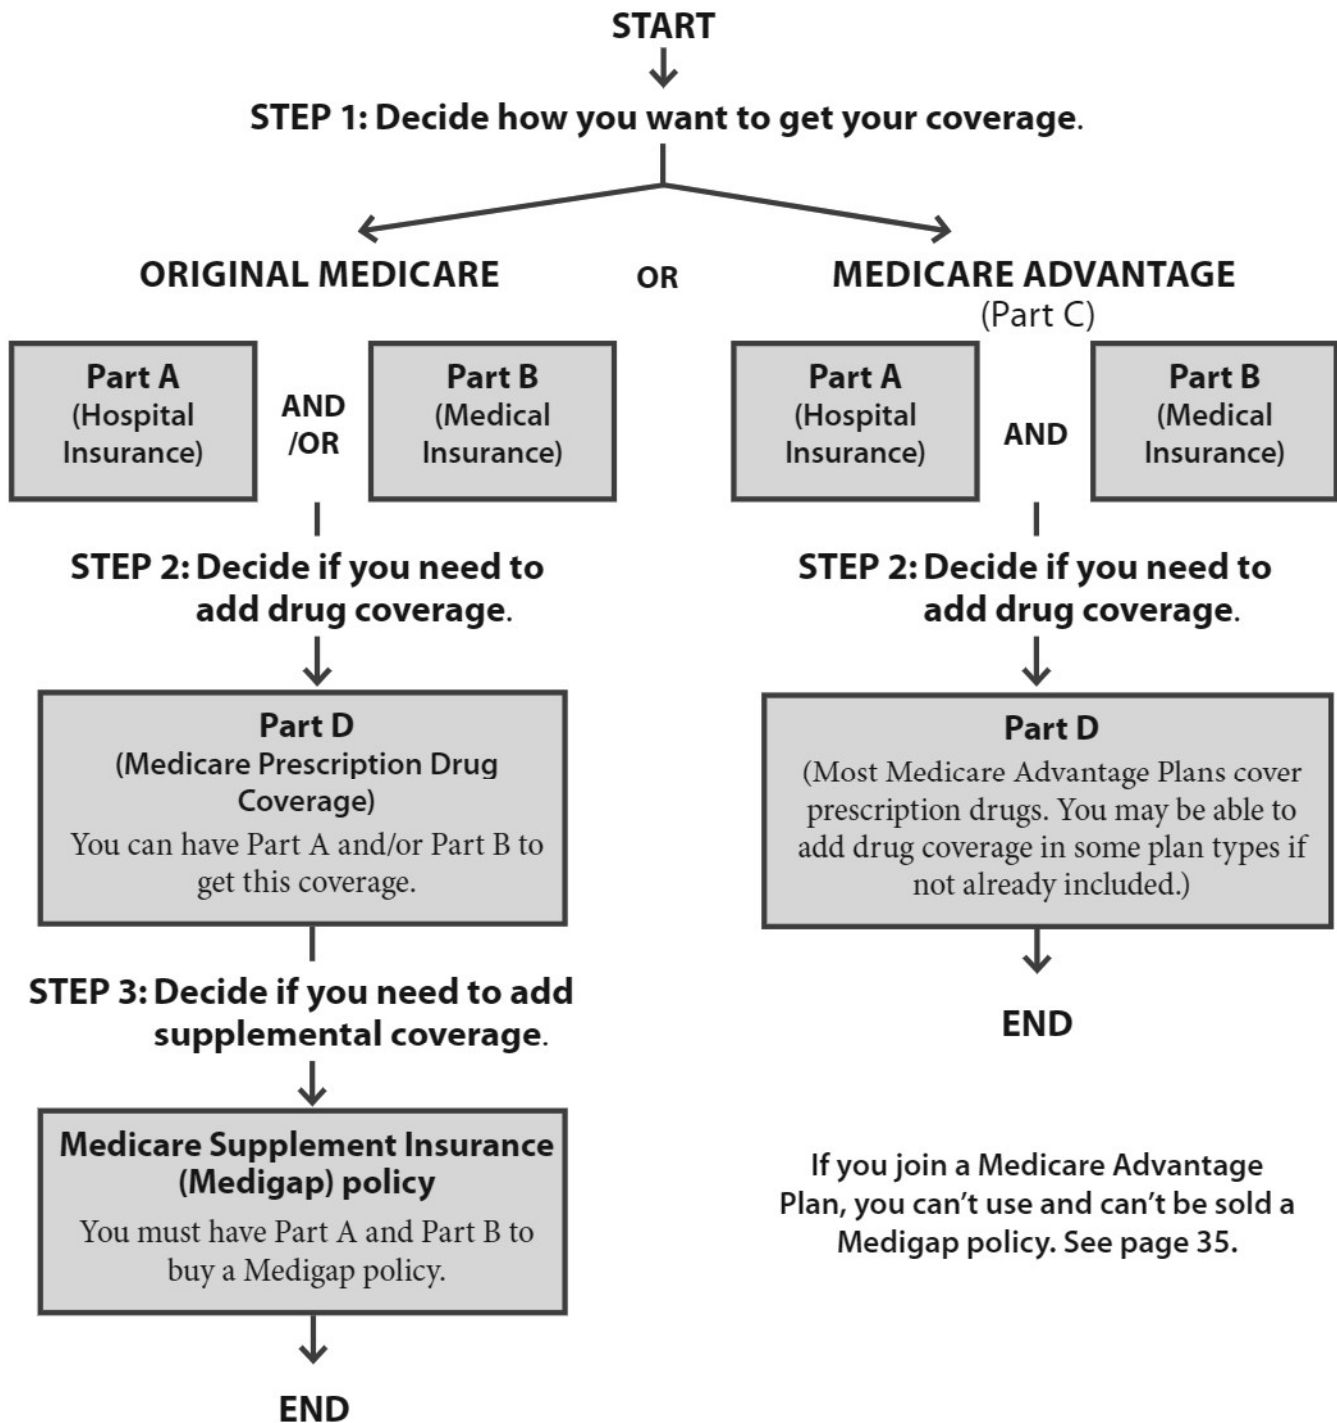 START
STEP 1: Decide how you want to get your coverage.
ORIGINAL MEDICARE
OR
MEDICARE ADVANTAGE
(Part C)
Part A
(Hospital
Insurance)
AND
/OR
Part B
(Medical
Insurance)
Part A
(Hospital
Insurance)
AND
Part B
(Medical
Insurance)
STEP 2: Decide if you need to
add drug coverage.
Part D
(Medicare Prescription Drug
Coverage)
You can have Part A and/or Part B to
get this coverage.
STEP 3: Decide if you need to add
supplemental coverage.
Medicare Supplement Insurance
(Medigap) policy
You must have Part A and Part B to
buy a Medigap policy.
END
STEP 2: Decide if you need to
add drug coverage.
Part D
(Most Medicare Advantage Plans cover
prescription drugs. You may be able to
add drug coverage in some plan types if
not already included.)
END
If you join a Medicare Advantage
Plan, you can’t use and can’t be sold a
Medigap policy. See page 35.